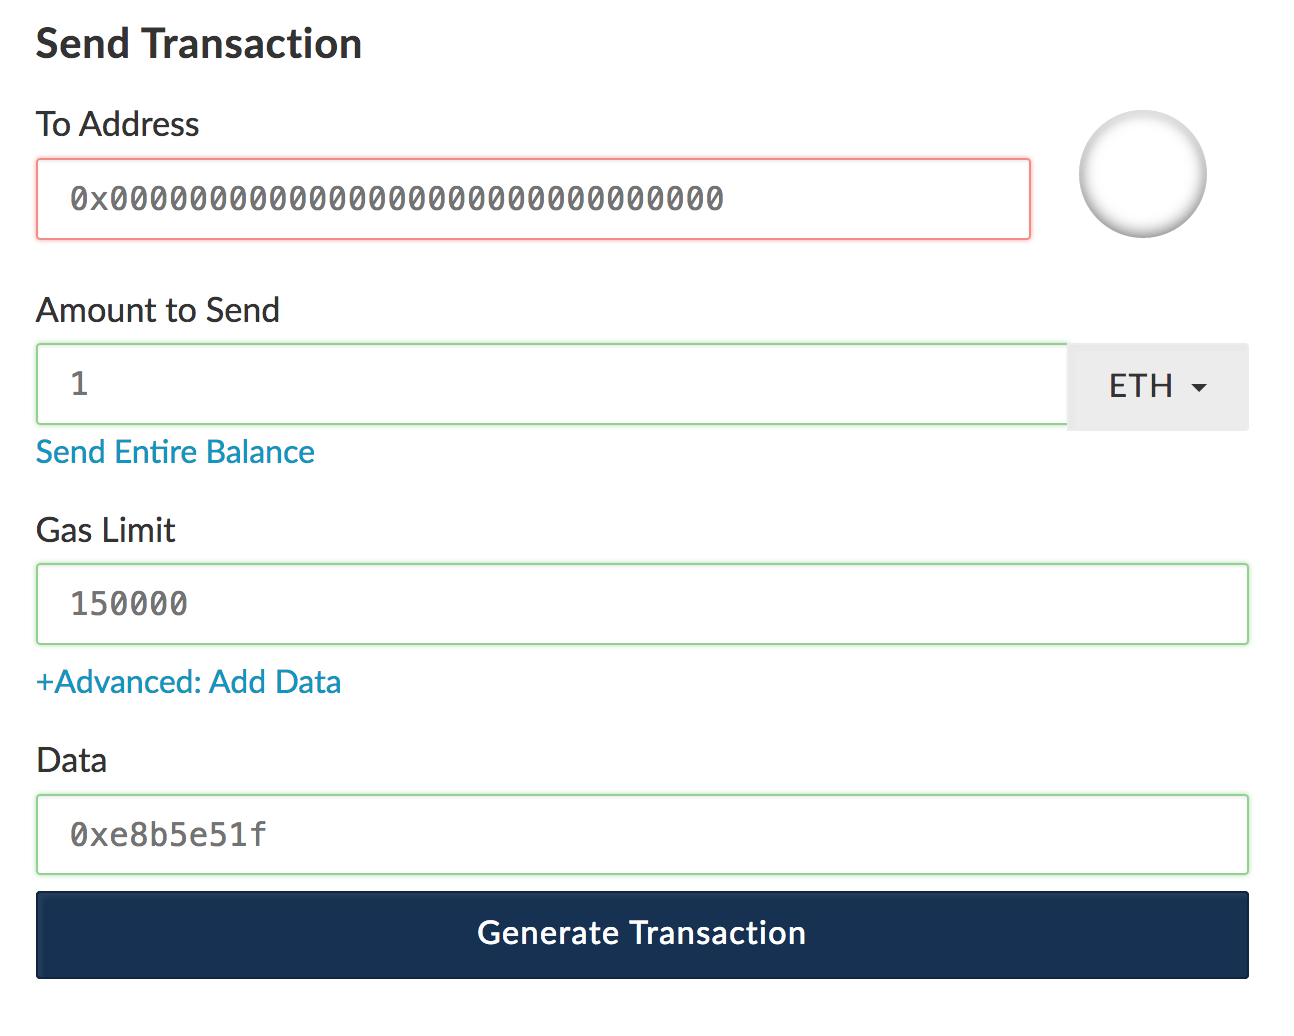 Send Transaction
To Address
0x0000000000000000000000000000000
Amount to Send
1
ETH
Send Entire Balance
Gas Limit
150000
+Advanced: Add Data
Data
0xe8b5e51f
Generate Transaction